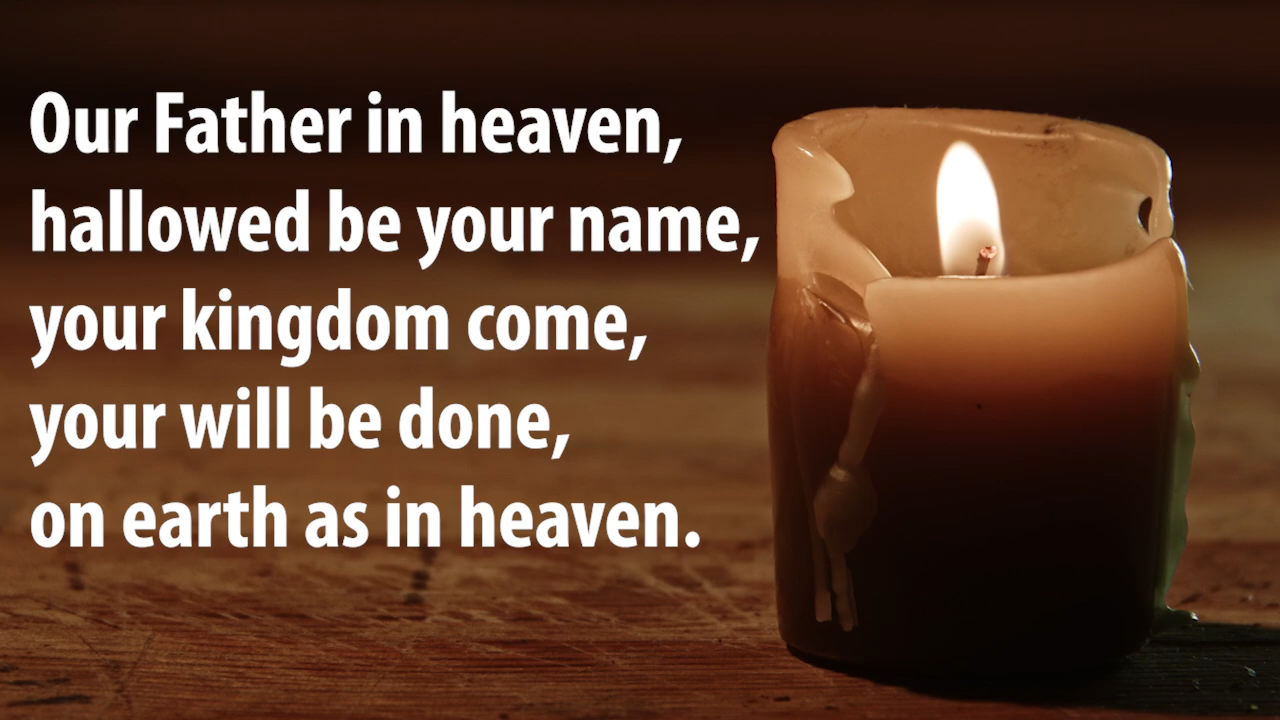 Our Father in heaven,
hallowed be your name,
your kingdom come,
your will be done,
on earth as in heaven.